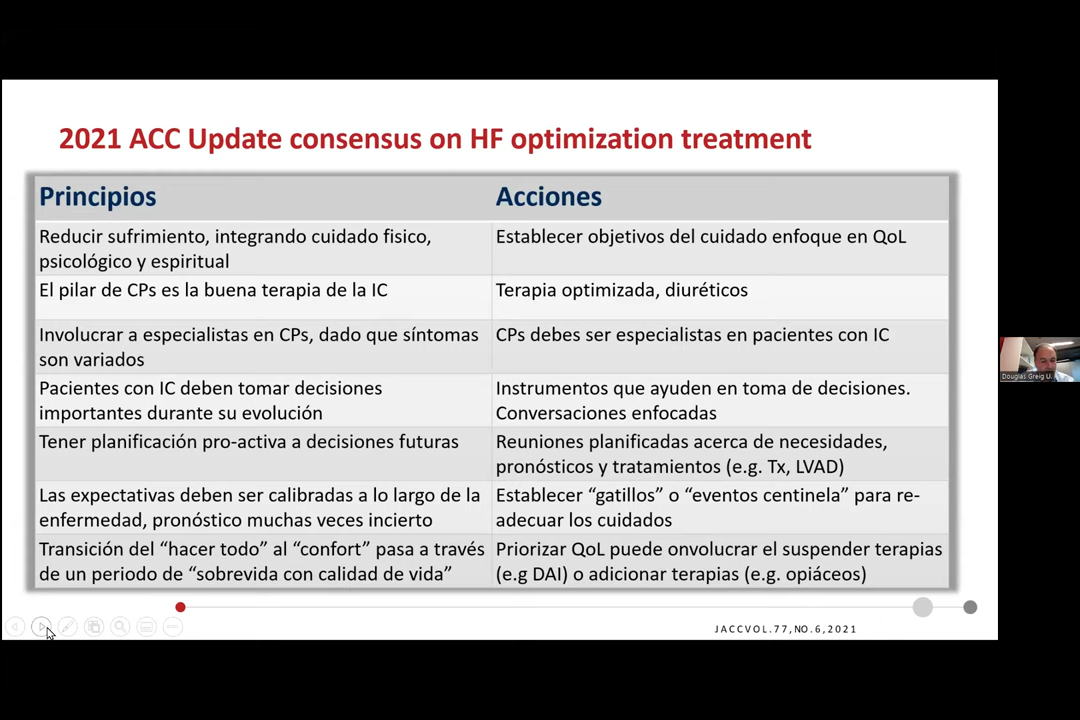 2021 ACC Update consensus on HF optimization treatment
Principios
Acciones
Reducir sufrimiento, integrando cuidado fisico,
psicológico y espiritual
Establecer objetivos del cuidado enfoque en QoL
El pilar de CPs es la buena terapia de la IC
Terapia optimizada, diuréticos
Involucrar a especialistas en CPs, dado que síntomas
son variados
CPs debes ser especialistas en pacientes con IC
Pacientes con IC deben tomar decisiones
importantes durante su evolución
Instrumentos que ayuden en toma de decisiones.
Conversaciones enfocadas
Tener planificación pro-activa a decisiones futuras
Reuniones planificadas acerca de necesidades,
pronósticos y tratamientos (e.g. Tx, LVAD)
Las expectativas deben ser calibradas a lo largo de la
enfermedad, pronóstico muchas veces incierto
Establecer “gatillos” o “eventos centinela” para re-
adecuar los cuidados
Transición del “hacer todo” al “confort” pasa a través
de un periodo de “sobrevida con calidad de vida”
Priorizar QoL puede onvolucrar el suspender terapias
(e.g DAI) o adicionar terapias (e.g. opiáceos)
JACCVOL.77,NO.6,2021
Douglas Greig U.